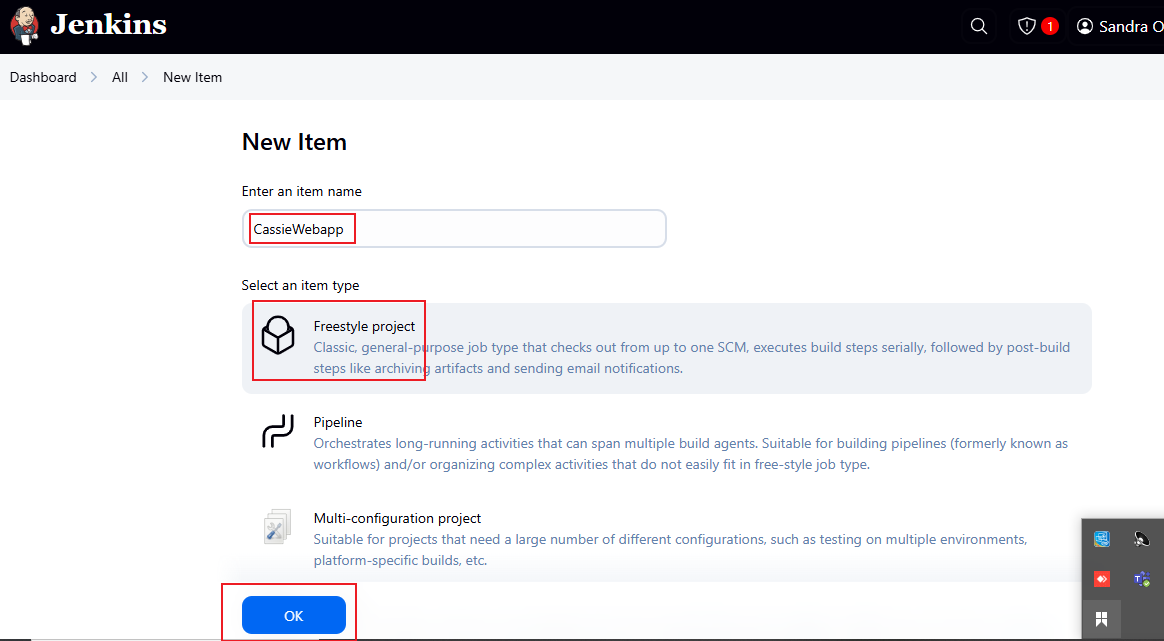 Jenkins
1
Sandra O
Dashboard
All
New Item
New Item
Enter an item name
CassieWebapp
Select an item type
Freestyle project
Classic, general-purpose job type that checks out from up to one SCM, executes build steps serially, followed by post-build
steps like archiving artifacts and sending email notifications.
Pipeline
Orchestrates long-running activities that can span multiple build agents. Suitable for building pipelines (formerly known as
workflows) and/or organizing complex activities that do not easily fit in free-style job type.
Multi-configuration project
Suitable for projects that need a large number of different configurations, such as testing on multiple environments,
platform-specific builds, etc.
OK